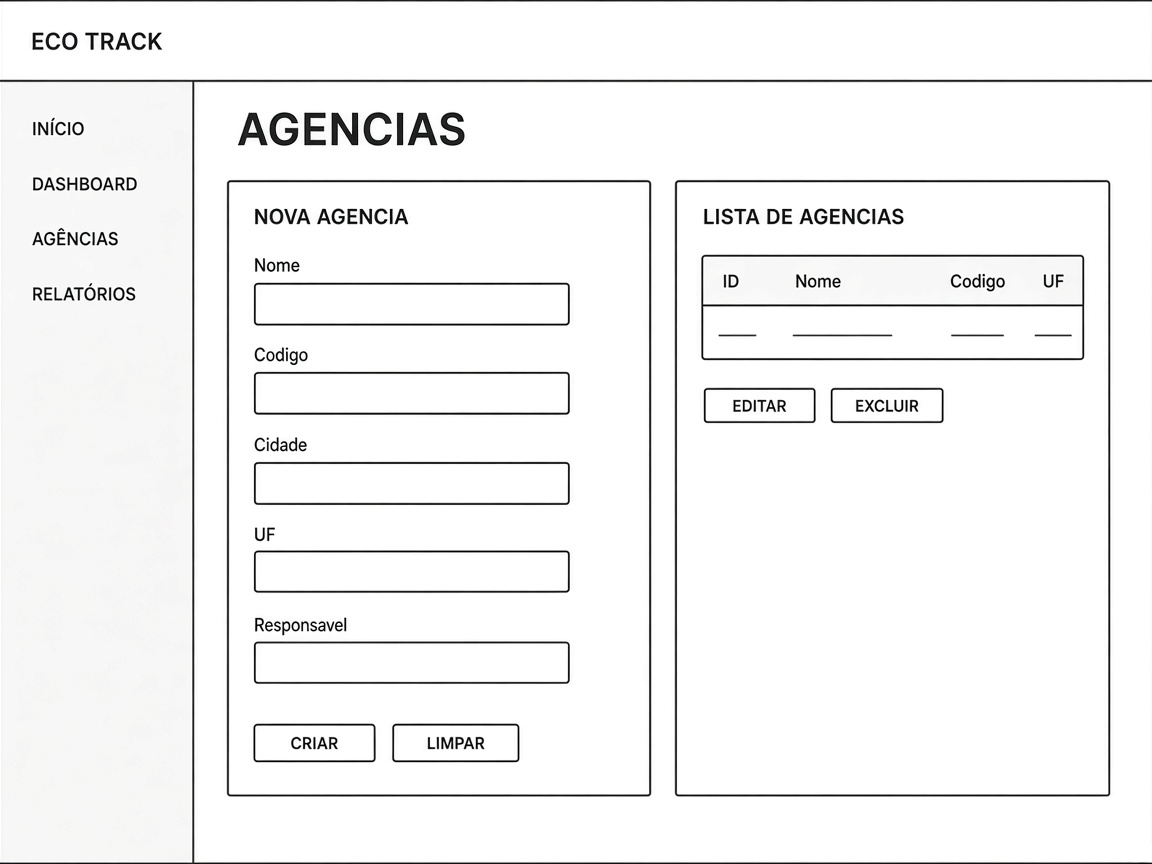 ECO TRACK
INÍCIO
DASHBOARD
AGÊNCIAS
RELATÓRIOS
AGENCIAS
NOVA AGENCIA
Nome
Codigo
Cidade
UF
Responsavel
CRIAR LIMPAR
LISTA DE AGENCIAS
ID Nome Codigo UF
EDITAR EXCLUIR